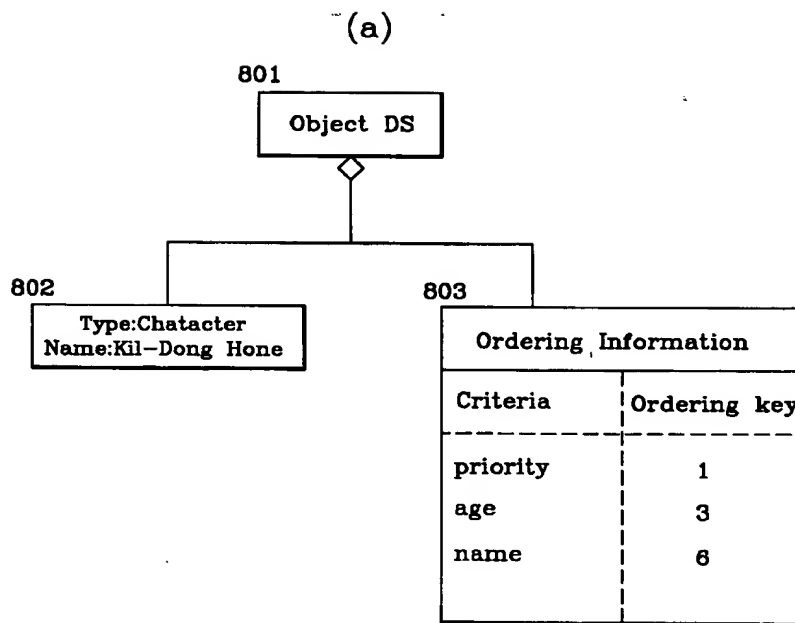 (a)
801
Object DS
802
Type:Chatacter
Name:Kil-Dong Hone
803
Ordering Information
Criteria Ordering key
priority 1
age 3
name 6